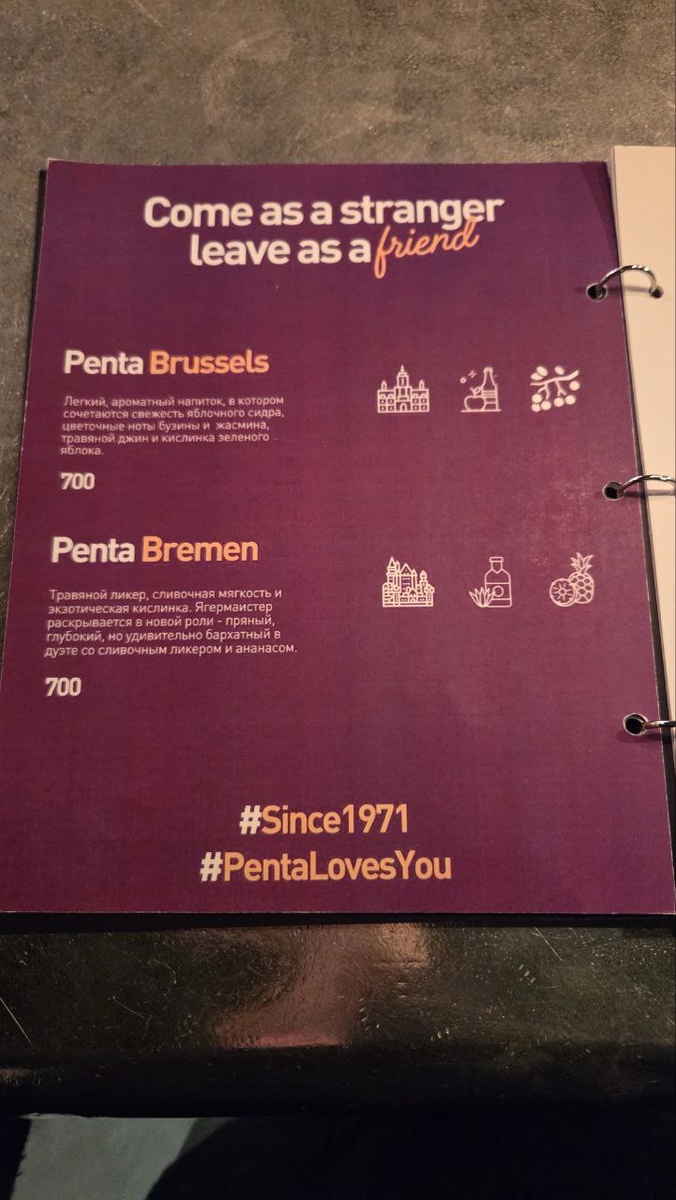 Come as a stranger
leave as a friend
Penta Brussels
Легкий, ароматный напиток, в котором
сочетаются свежесть яблочного сидра,
цветочные ноты бузины и жасмина,
травяной джин и кислинка зеленого
яблока.
700
Penta Bremen
Травяной ликер, сливочная мягкость и
экзотическая кислинка. Ягермаистер
раскрывается в новой роли - пряный,
глубокий, но удивительно бархатный в
дуэте со сливочным ликером и ананасом.
700
#Since1971
#PentaLovesYou